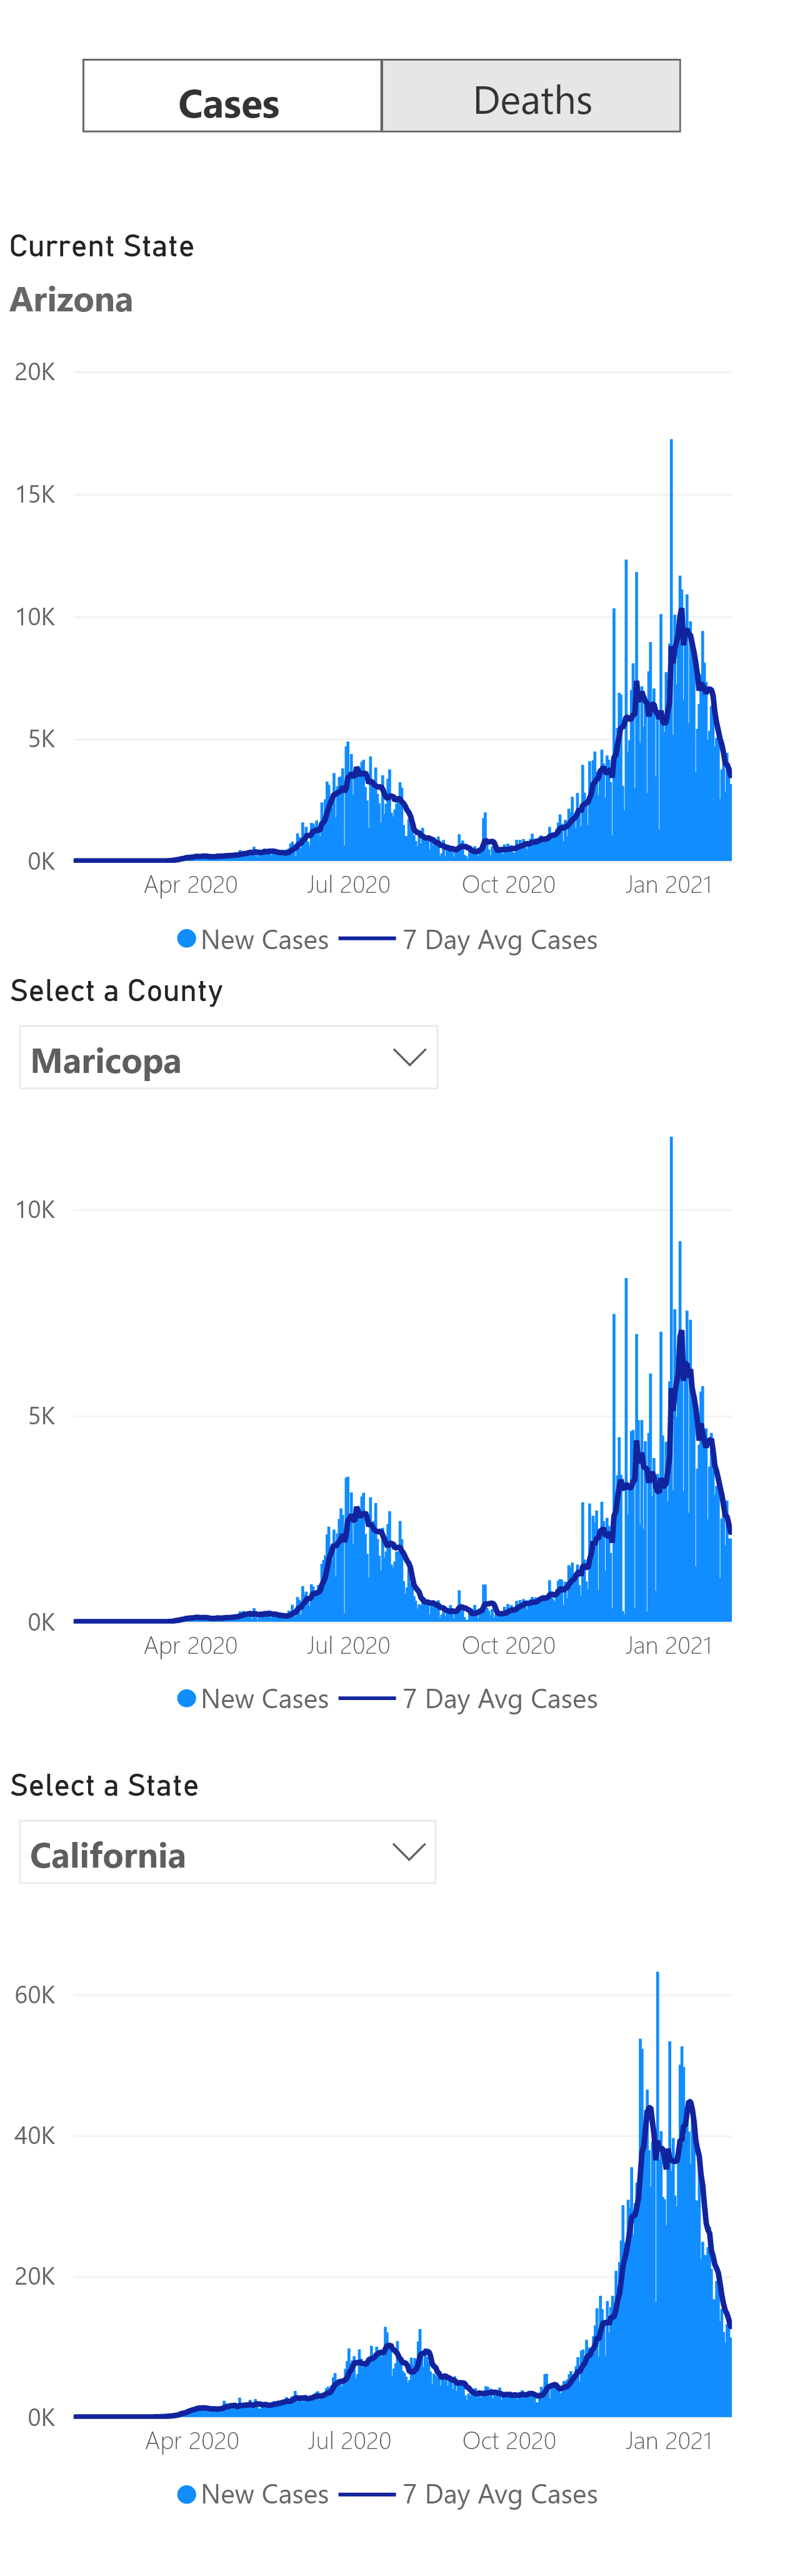 Cases Deaths
Current State
Arizona
20K
15K
10K
5K
0K
Apr 2020 Jul 2020 Oct 2020 Jan 2021
New Cases 7 Day Avg Cases
Select a County
Maricopa
10K
5K
0K
Apr 2020 Jul 2020 Oct 2020 Jan 2021
New Cases 7 Day Avg Cases
Select a State
California
60K
40K
20K
0K
Apr 2020 Jul 2020 Oct 2020 Jan 2021
New Cases 7 Day Avg Cases